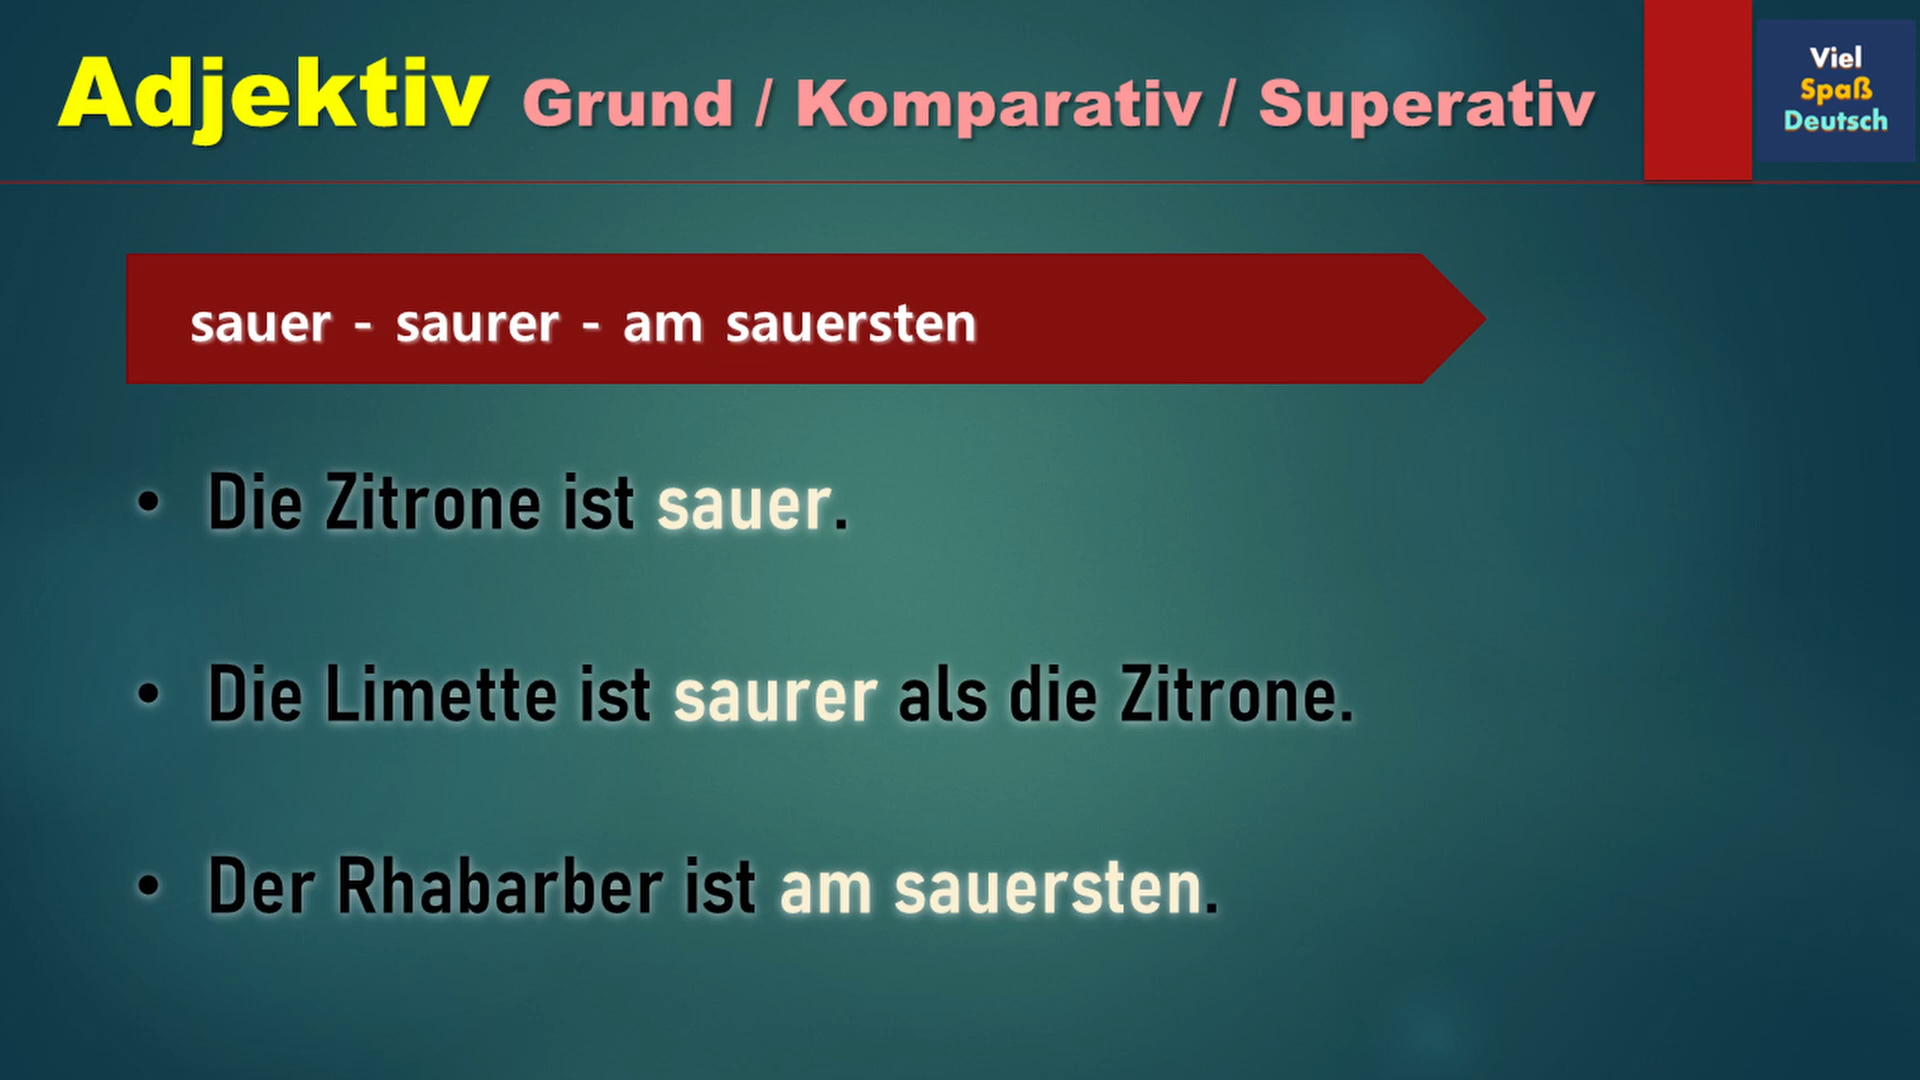 Adjektiv Grund / Komparativ / Superativ
Viel
Spaß
Deutsch
sauer - saurer - am sauersten
• Die Zitrone ist sauer.
• Die Limette ist saurer als die Zitrone.
• Der Rhabarber ist am sauersten.